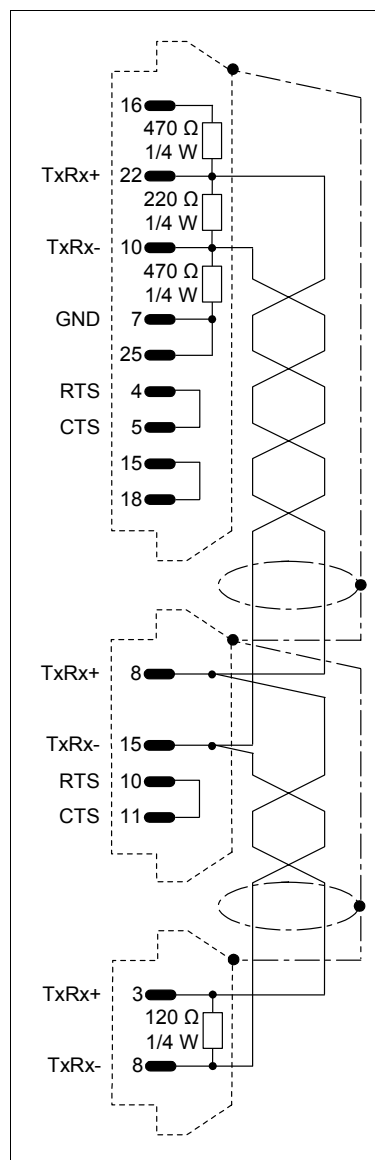 16
470 Ω
1/4 W
TxRx+ 22
220 Ω
1/4 W
TxRx- 10
470 Ω
1/4 W
GND 7
25
RTS 4
CTS 5
15
18
TxRx+ 8
TxRx- 15
RTS 10
CTS 11
TxRx+ 3
120 Ω
1/4 W
TxRx- 8